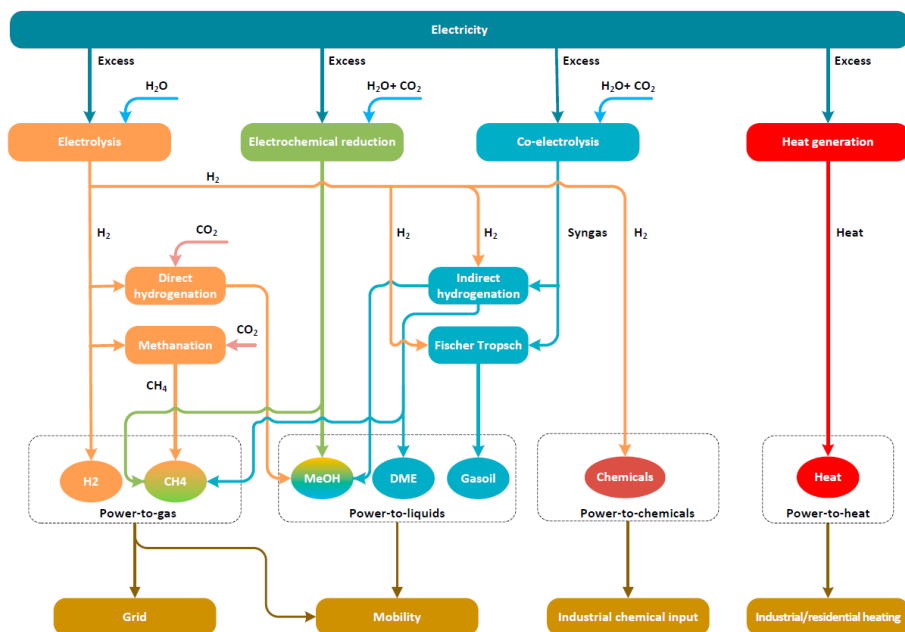 Electricity
Excess
Excess
Excess
Excess
H₂O
H₂O+ CO₂
H₂O+ CO₂
Electrolysis
Electrochemical reduction
Co-electrolysis
Heat generation
H₂
H₂
CO₂
H₂
H₂
Syngas
H₂
Heat
Direct
hydrogenation
Indirect
hydrogenation
Methanation
CO₂
Fischer Tropsch
CH₄
H2
CH4
MeOH
DME
Gasoil
Chemicals
Heat
Power-to-gas
Power-to-liquids
Power-to-chemicals
Power-to-heat
Grid
Mobility
Industrial chemical input
Industrial/residential heating